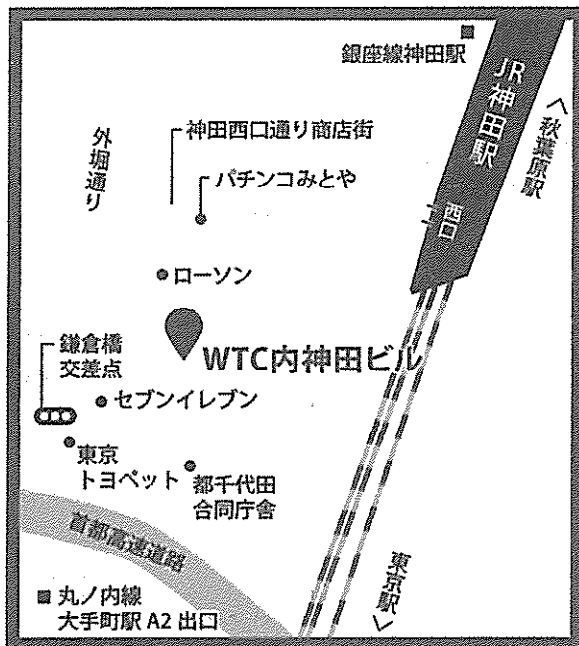 銀座線神田駅
JR神田駅
西口
〈秋葉原駅
外堀通り
神田西口通り商店街
パチンコみとや
ローソン
WTC内神田ビル
鎌倉橋
交差点
セブンイレブン
東京
トヨペット
都千代田
合同庁舎
首都高速道路
丸ノ内線
大手町駅 A2 出口
東京駅〉